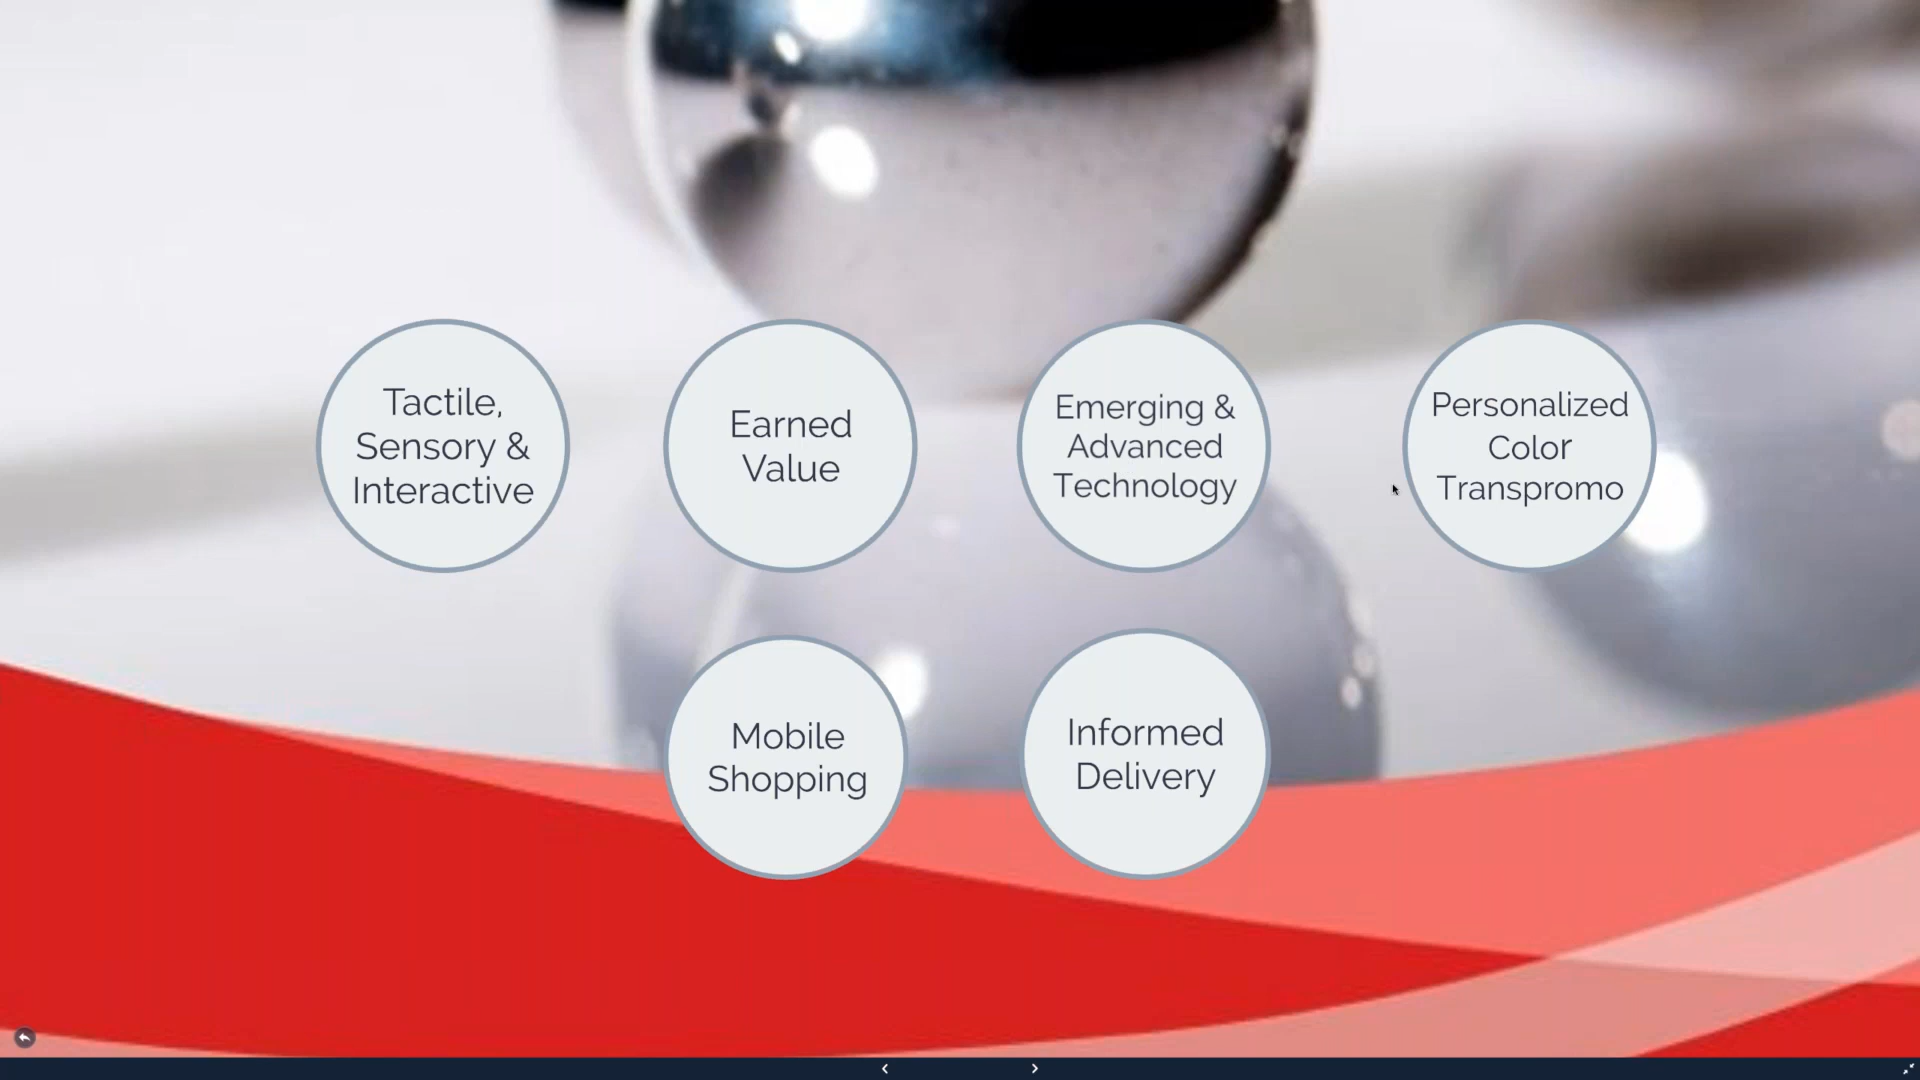 Tactile,
Sensory &
Interactive
Earned
Value
Emerging &
Advanced
Technology
Personalized
Color
Transpromo
Mobile
Shopping
Informed
Delivery